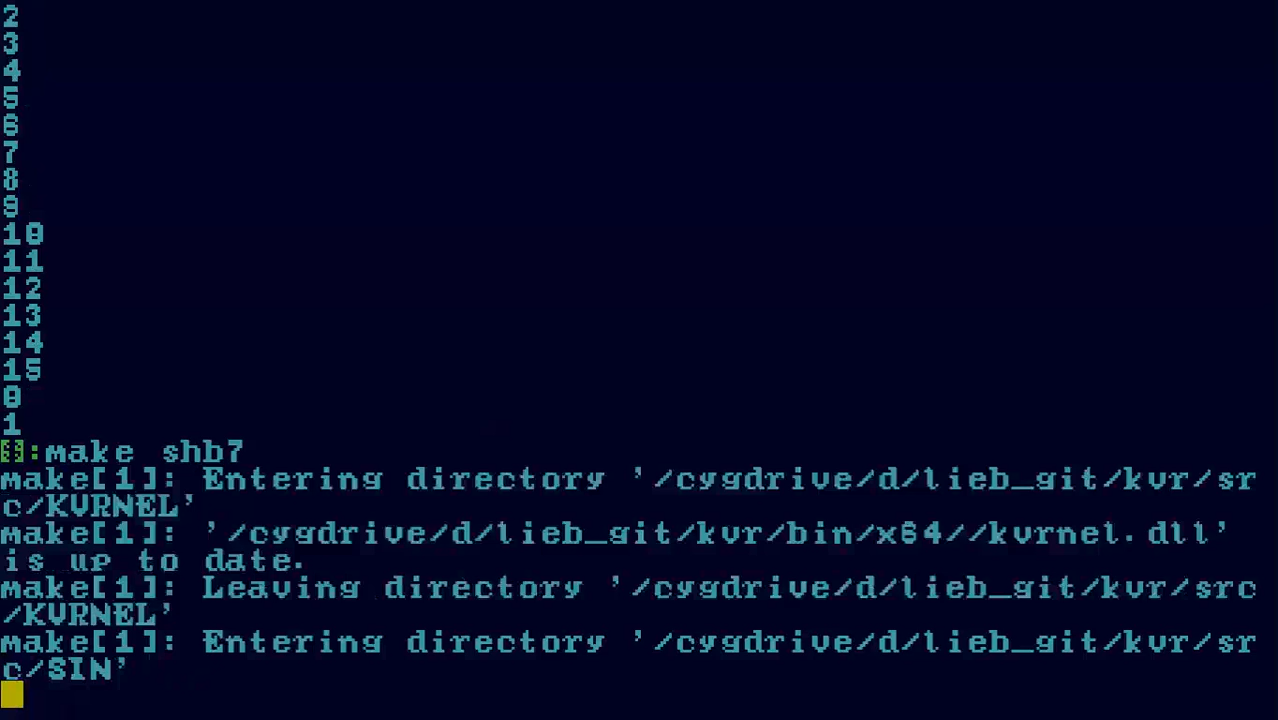 2
3
4
5
6
7
8
9
10
11
12
13
14
15
0
1
[]:make shb7
make[1]: Entering directory '/cygdrive/d/lieb_git/kvr/sr
c/KVRNEL'
make[1]: '/cygdrive/d/lieb_git/kvr/bin/x64//kvrnel.dll'
is up to date.
make[1]: Leaving directory '/cygdrive/d/lieb_git/kvr/src
/KVRNEL'
make[1]: Entering directory '/cygdrive/d/lieb_git/kvr/sr
c/SIN'